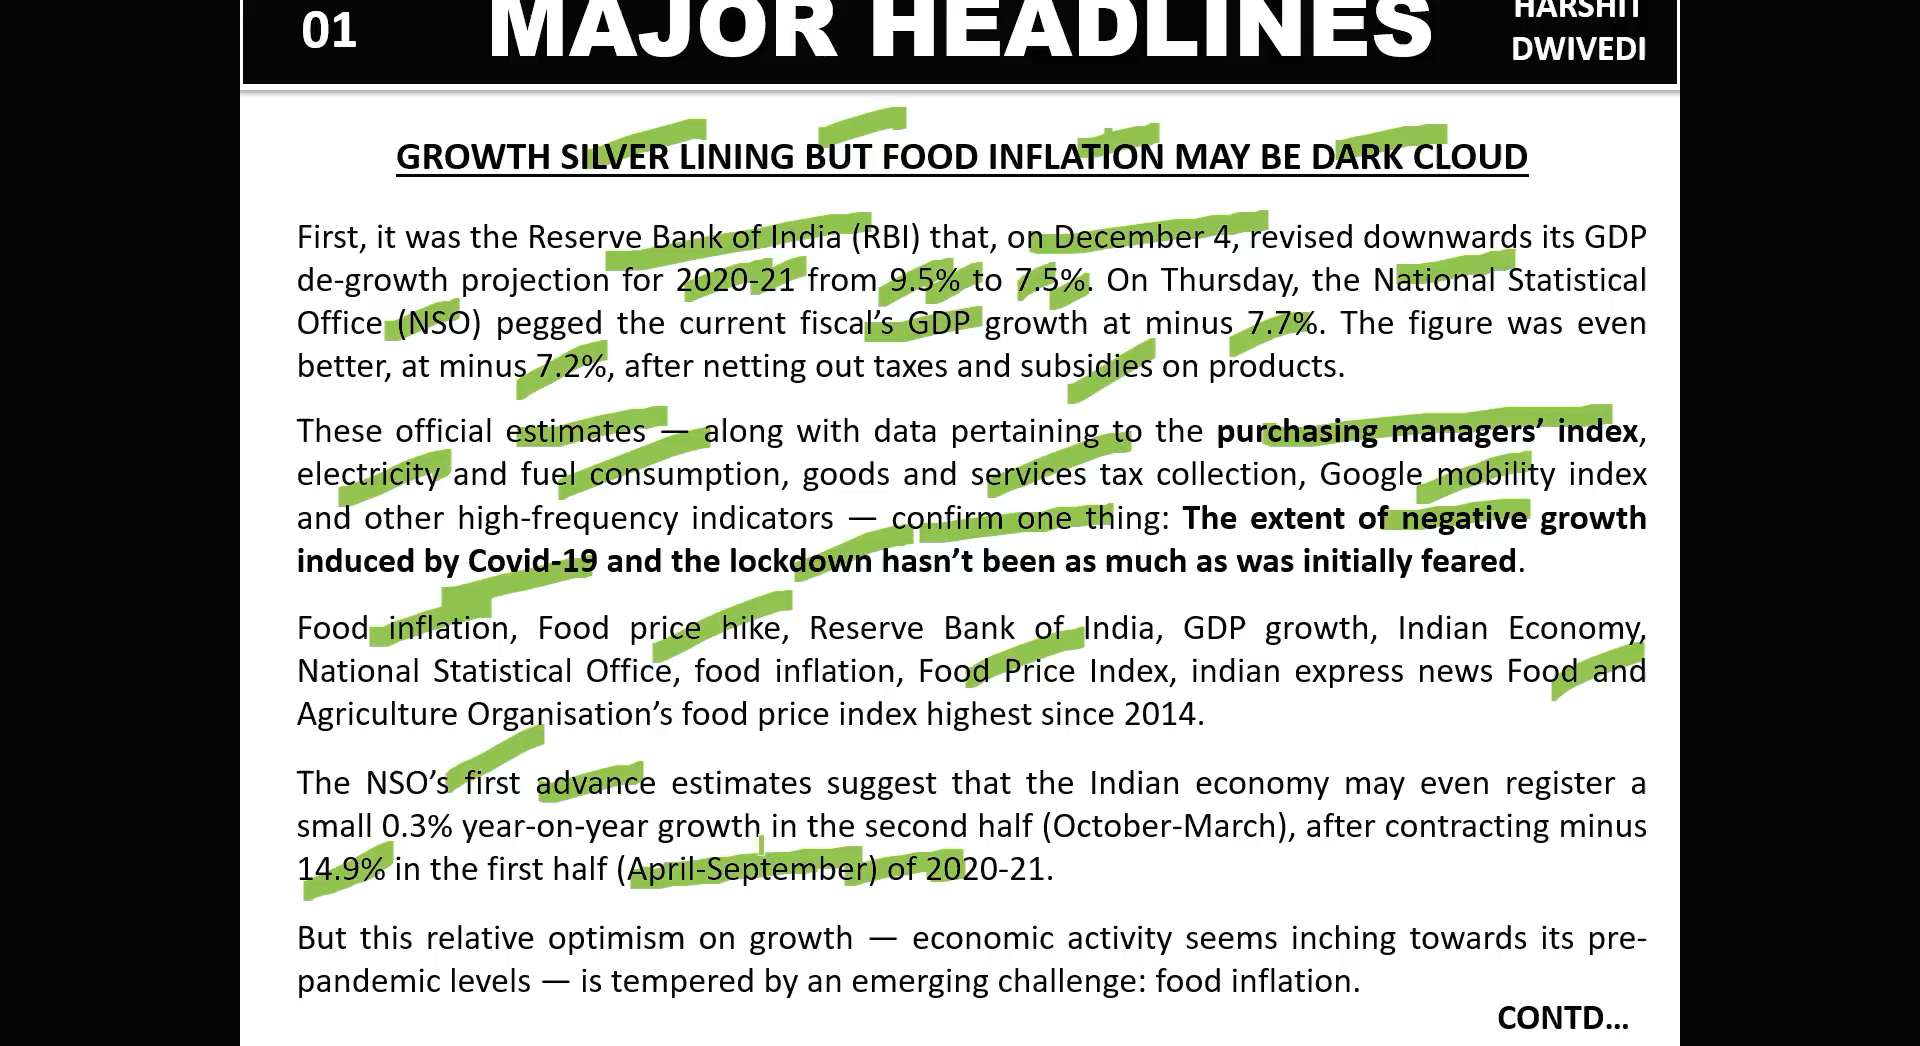 01
MAJOR HEADLINES
HARSHIT
DWIVEDI
GROWTH SILVER LINING BUT FOOD INFLATION MAY BE DARK CLOUD
First, it was the Reserve Bank of India (RBI) that, on December 4, revised downwards its GDP
de-growth projection for 2020-21 from 9.5% to 7.5%. On Thursday, the National Statistical
Office (NSO) pegged the current fiscal’s GDP growth at minus 7.7%. The figure was even
better, at minus 7.2%, after netting out taxes and subsidies on products.
These official estimates — along with data pertaining to the purchasing managers’ index,
electricity and fuel consumption, goods and services tax collection, Google mobility index
and other high-frequency indicators — confirm one thing: The extent of negative growth
induced by Covid-19 and the lockdown hasn’t been as much as was initially feared.
Food inflation, Food price hike, Reserve Bank of India, GDP growth, Indian Economy,
National Statistical Office, food inflation, Food Price Index, indian express news Food and
Agriculture Organisation’s food price index highest since 2014.
The NSO’s first advance estimates suggest that the Indian economy may even register a
small 0.3% year-on-year growth in the second half (October-March), after contracting minus
14.9% in the first half (April-September) of 2020-21.
But this relative optimism on growth — economic activity seems inching towards its pre-
pandemic levels — is tempered by an emerging challenge: food inflation.
CONTD...